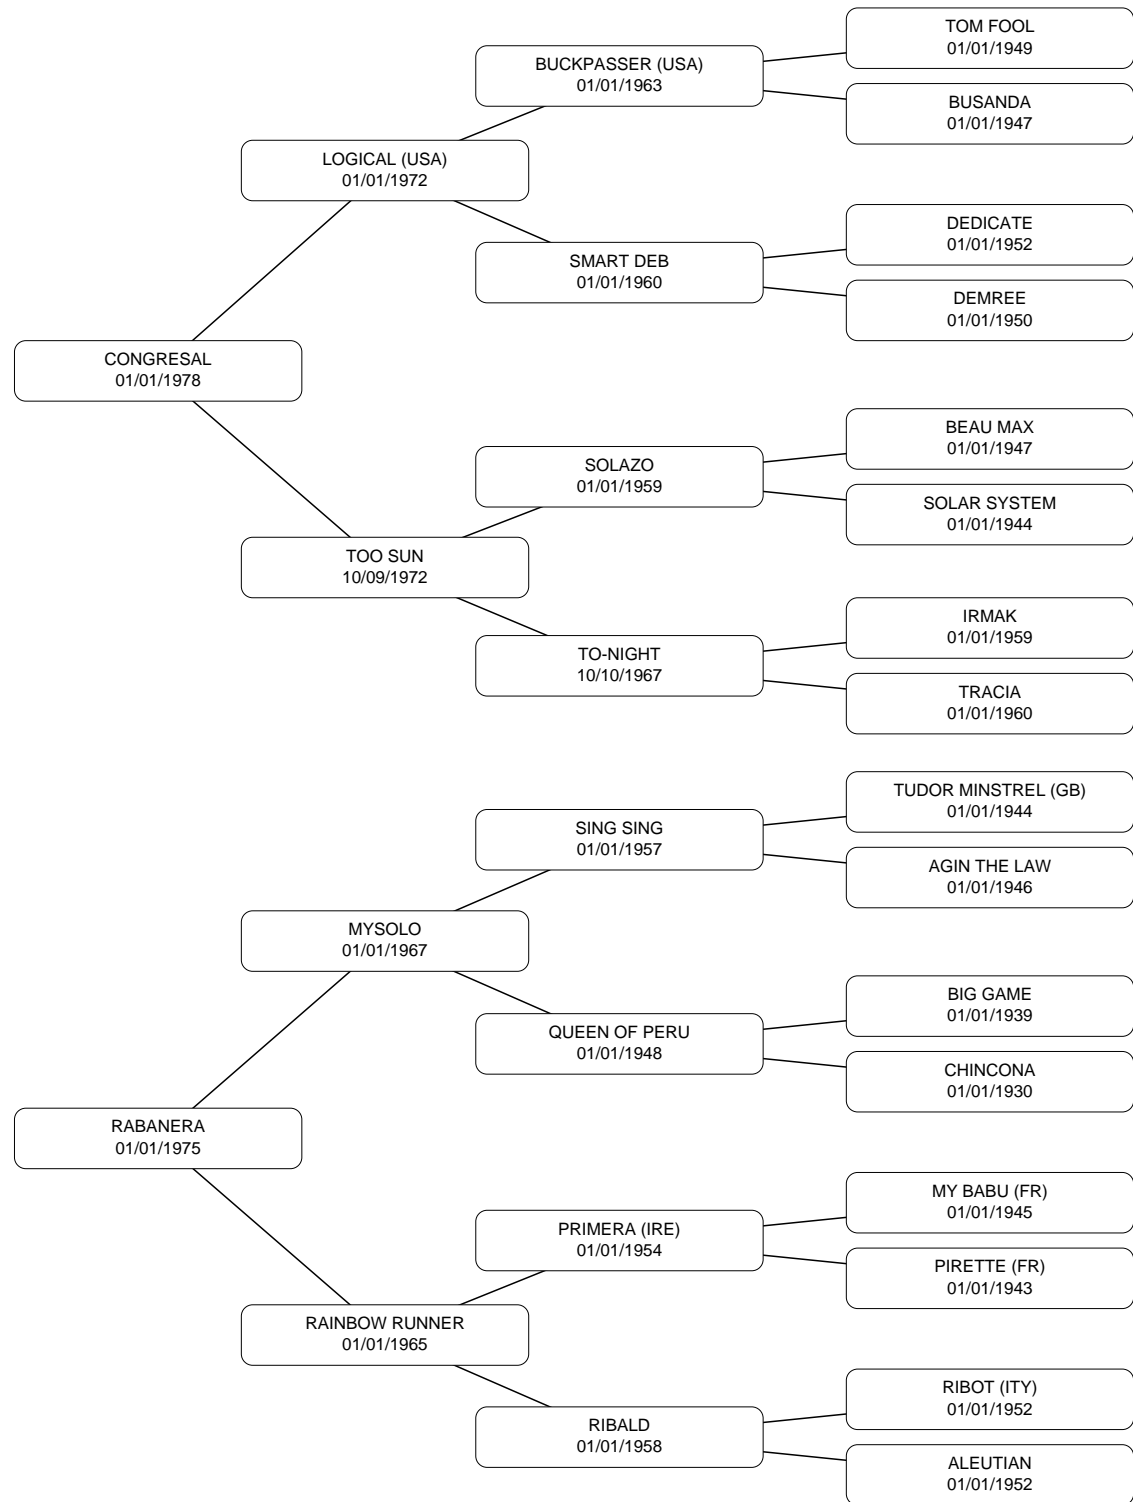 TOM FOOL
01/01/1949
BUCKPASSER (USA)
01/01/1963
BUSANDA
01/01/1947
LOGICAL (USA)
01/01/1972
DEDICATE
01/01/1952
SMART DEB
01/01/1960
DEMREE
01/01/1950
CONGRESAL
01/01/1978
BEAU MAX
01/01/1947
SOLAZO
01/01/1959
SOLAR SYSTEM
01/01/1944
TOO SUN
10/09/1972
IRMAK
01/01/1959
TO-NIGHT
10/10/1967
TRACIA
01/01/1960
TUDOR MINSTREL (GB)
01/01/1944
SING SING
01/01/1957
AGIN THE LAW
01/01/1946
MYSOLO
01/01/1967
BIG GAME
01/01/1939
QUEEN OF PERU
01/01/1948
CHINCONA
01/01/1930
RABANERA
01/01/1975
MY BABU (FR)
01/01/1945
PRIMERA (IRE)
01/01/1954
PIRETTE (FR)
01/01/1943
RAINBOW RUNNER
01/01/1965
RIBOT (ITY)
01/01/1952
RIBALD
01/01/1958
ALEUTIAN
01/01/1952